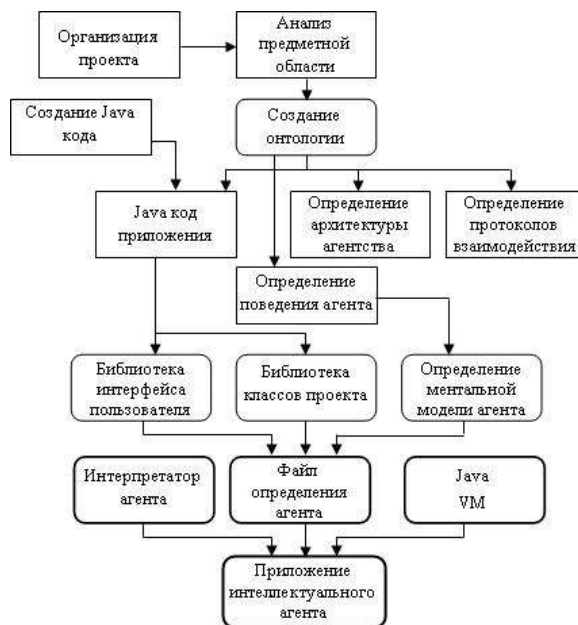 Организация
проекта
Анализ
предметной
области
Создание Java
кода
Создание
онтологии
Java код
приложения
Определение
архитектуры
агентства
Определение
протоколов
взаимодействия
Определение
поведения агента
Библиотека
интерфейса
пользователя
Библиотека
классов проекта
Определение
ментальной
модели агента
Интерпретатор
агента
Файл
определения
агента
Java
VM
Приложение
интеллектуального
агента